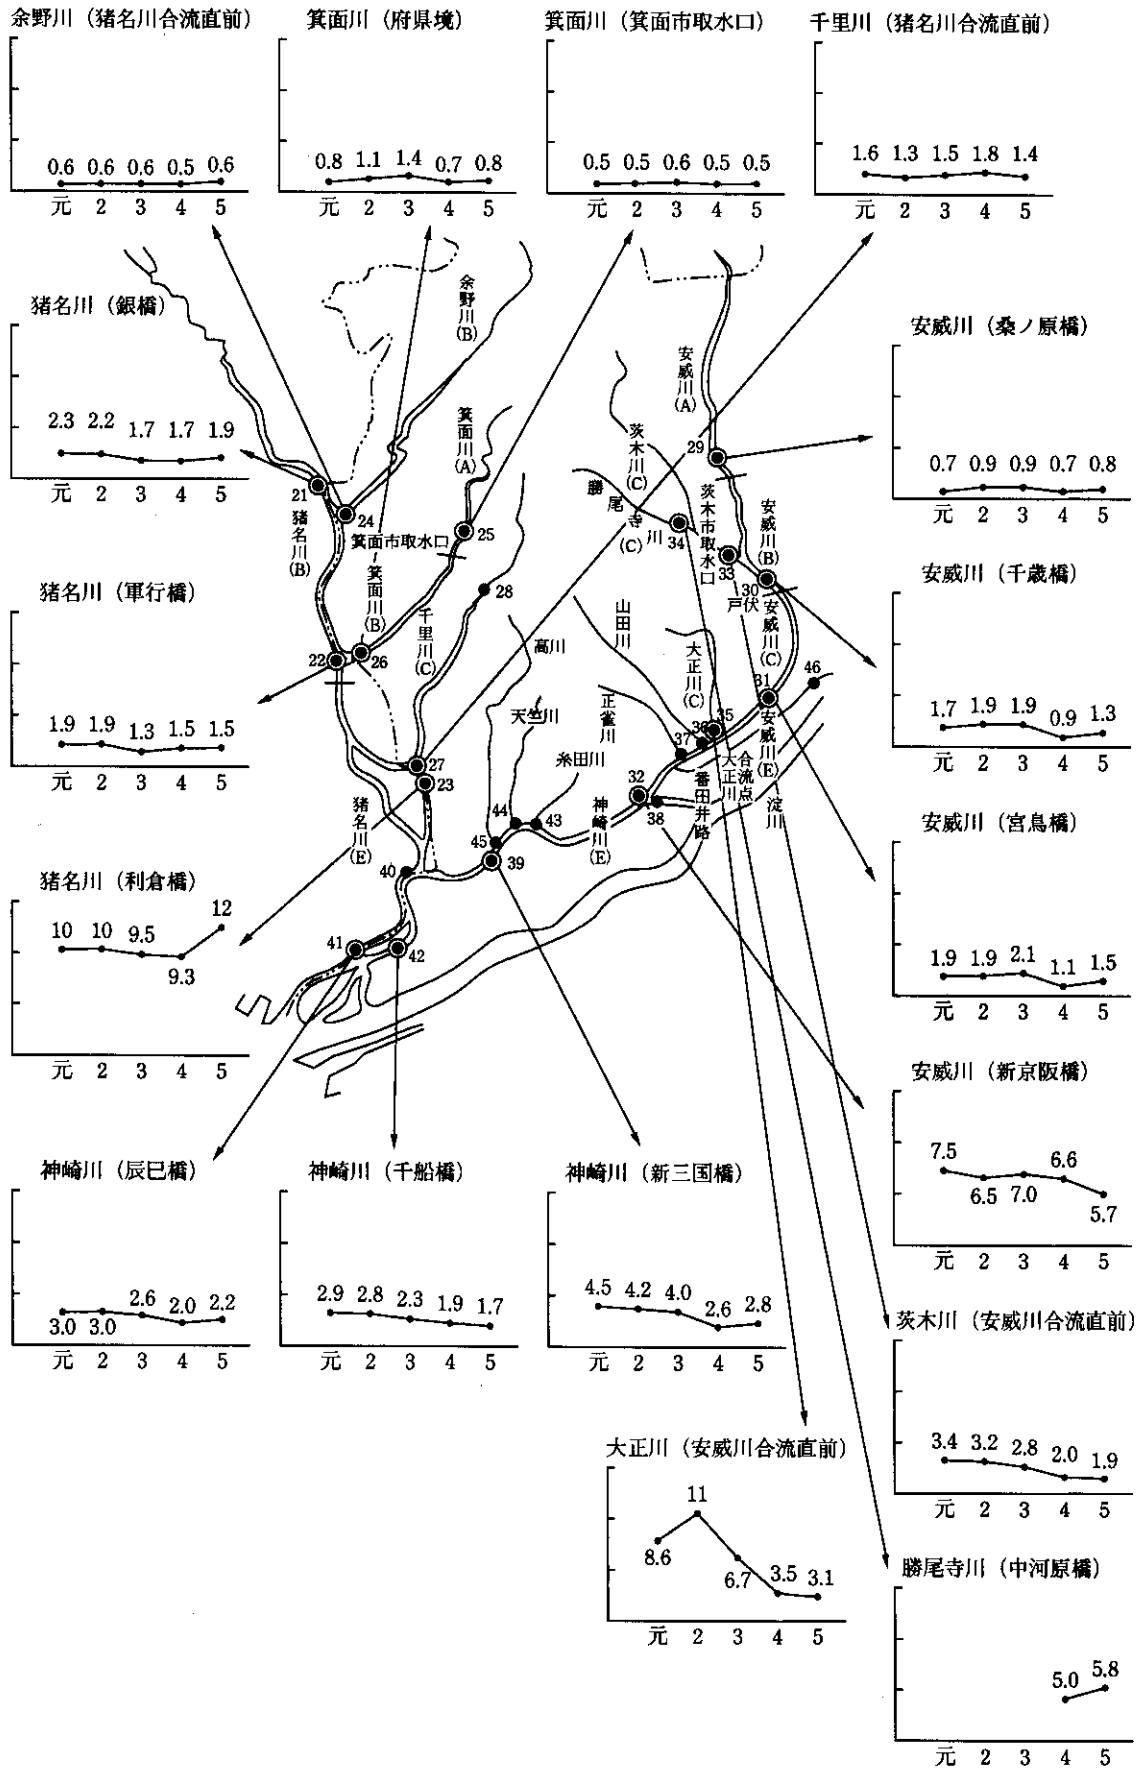 余野川（猪名川合流直前）
0.6 0.6 0.6 0.5 0.6
元 2 3 4 5
箕面川（府県境）
0.8 1.1 1.4 0.7 0.8
元 2 3 4 5
箕面川（箕面市取水口）
0.5 0.5 0.6 0.5 0.5
元 2 3 4 5
千里川（猪名川合流直前）
1.6 1.3 1.5 1.8 1.4
元 2 3 4 5
猪名川（銀橋）
2.3 2.2 1.7 1.7 1.9
元 2 3 4 5
猪名川（軍行橋）
1.9 1.9 1.3 1.5 1.5
元 2 3 4 5
猪名川（利倉橋）
10 10 9.5 9.3 12
元 2 3 4 5
余野川(B)
箕面川(A)
安威川(A)
茨木川(C)
勝尾寺川(C)
茨木市取水口
安威川(B)
戸伏
安威川(C)
安威川(E)
猪名川(B)
箕面市取水口
箕面川(B)
千里川(C)
高川
天竺川
糸田川
山田川
正雀川
大正川(C)
大正川合流点
番田井路
淀川
神崎川(E)
猪名川(E)
21
24
25
22
26
28
27
23
29
34
33
30
31
46
35
36
37
32
38
44
43
45
39
40
41
42
安威川（桑ノ原橋）
0.7 0.9 0.9 0.7 0.8
元 2 3 4 5
安威川（千歳橋）
1.7 1.9 1.9 0.9 1.3
元 2 3 4 5
安威川（宮鳥橋）
1.9 1.9 2.1 1.1 1.5
元 2 3 4 5
安威川（新京阪橋）
7.5 6.5 7.0 6.6 5.7
元 2 3 4 5
神崎川（辰巳橋）
3.0 3.0 2.6 2.0 2.2
元 2 3 4 5
神崎川（千船橋）
2.9 2.8 2.3 1.9 1.7
元 2 3 4 5
神崎川（新三国橋）
4.5 4.2 4.0 2.6 2.8
元 2 3 4 5
茨木川（安威川合流直前）
3.4 3.2 2.8 2.0 1.9
元 2 3 4 5
大正川（安威川合流直前）
8.6 11 6.7 3.5 3.1
元 2 3 4 5
勝尾寺川（中河原橋）
5.0 5.8
元 2 3 4 5